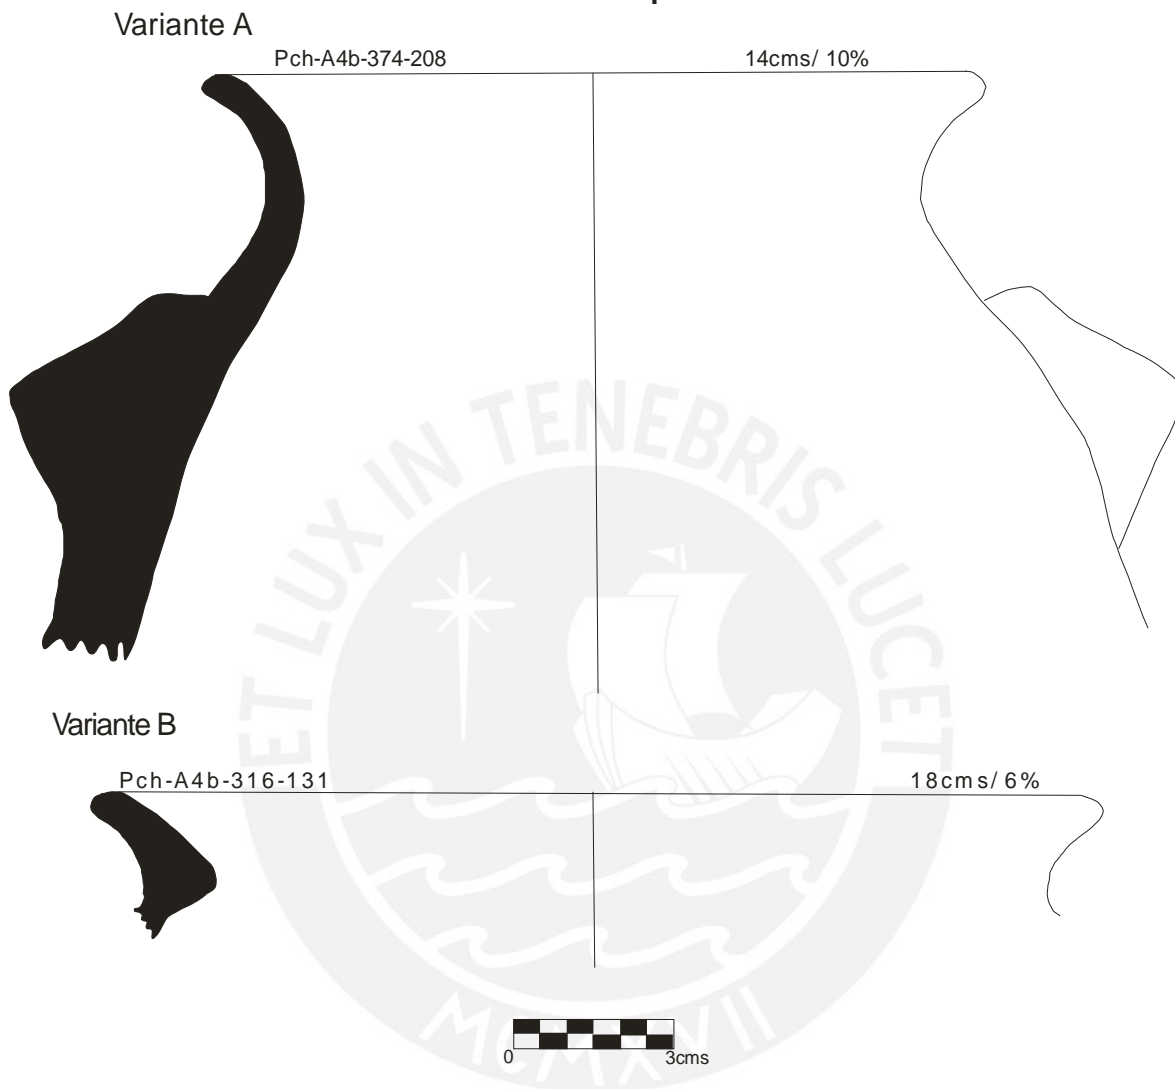 Variante A
Pch-A4b-374-208 14cms/ 10%
ET LUX IN TENEBRIS LUCET
Variante B
Pch-A4b-316-131 18cms/ 6%
MCMXVII
0 3cms